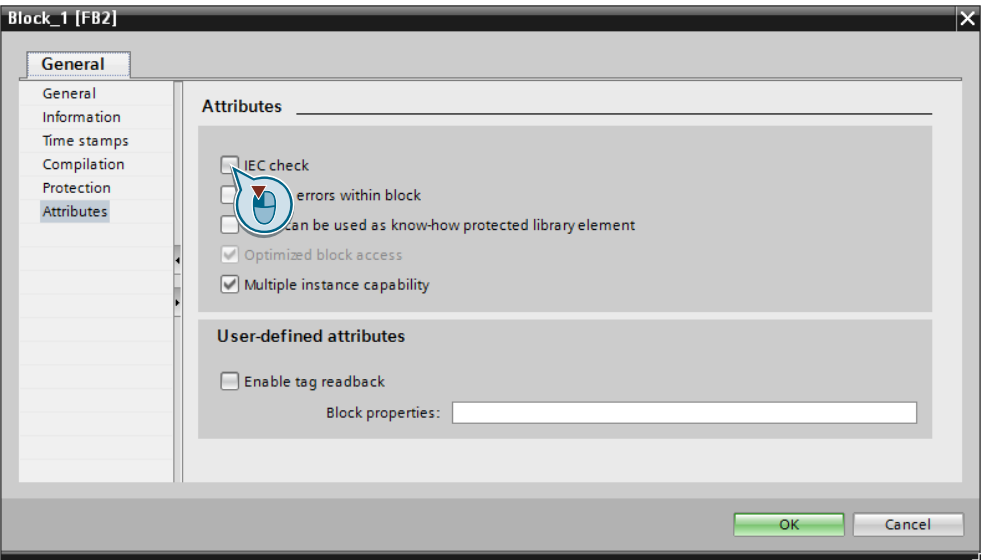 Block_1 [FB2]
General
General
Information
Time stamps
Compilation
Protection
Attributes
Attributes
IEC check
errors within block
can be used as know-how protected library element
Optimized block access
Multiple instance capability
User-defined attributes
Enable tag readback
Block properties:
OK
Cancel